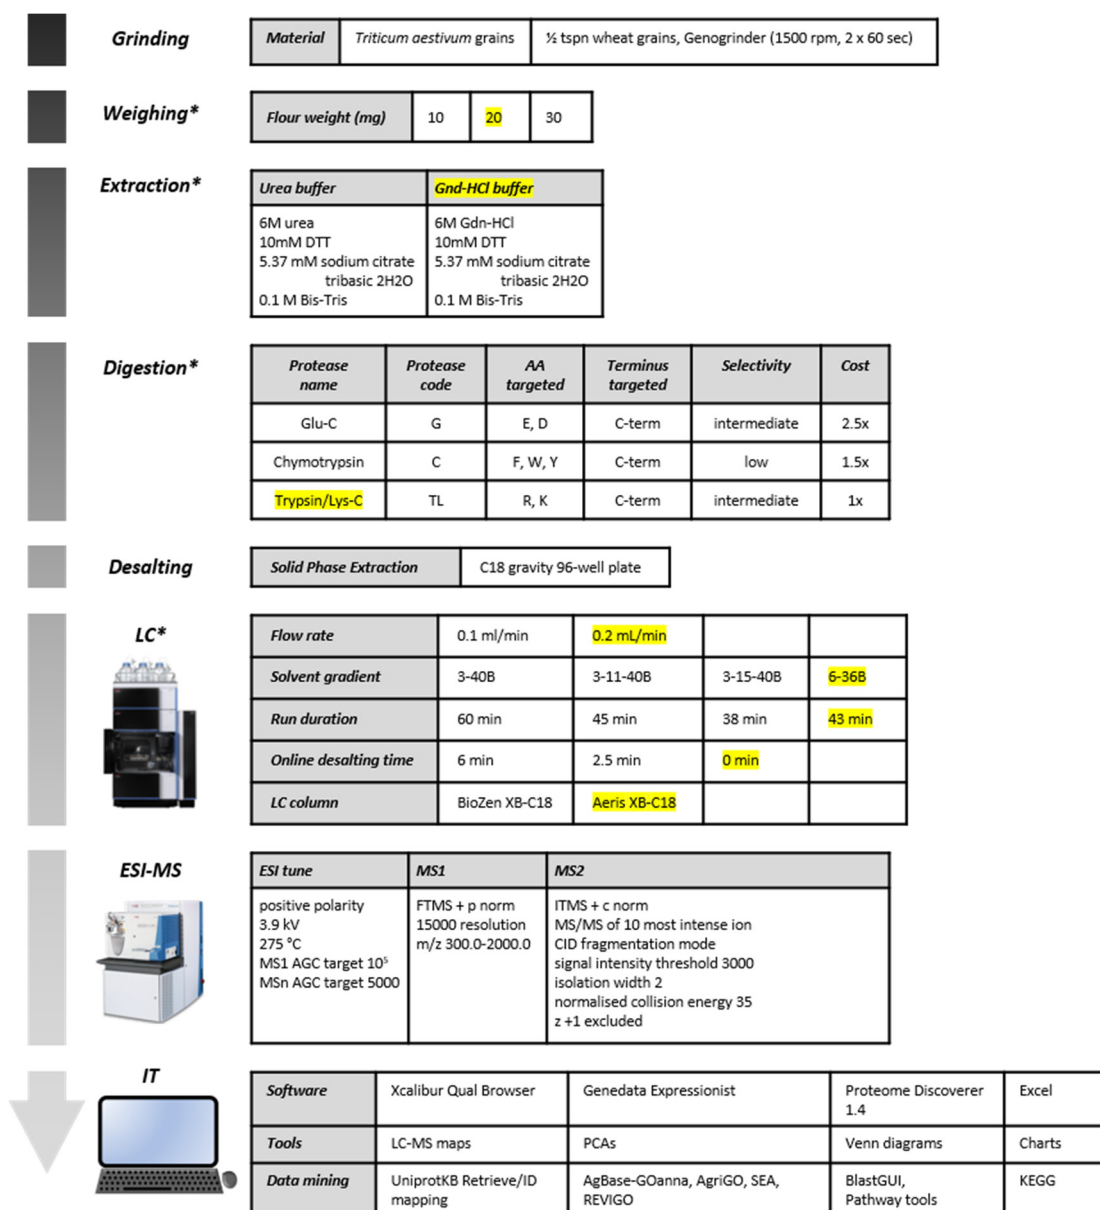 Grinding
Material Triticum aestivum grains ½ tspn wheat grains, Genogrinder (1500 rpm, 2 x 60 sec)
Weighing*
Flour weight (mg) 10 20 30
Extraction*
Urea buffer Gnd-HCl buffer
6M urea 6M Gdn-HCl
10mM DTT 10mM DTT
5.37 mM sodium citrate 5.37 mM sodium citrate
tribasic 2H2O tribasic 2H2O
0.1 M Bis-Tris 0.1 M Bis-Tris
Digestion*
Protease Protease AA Terminus Selectivity Cost
name code targeted targeted
Glu-C G E, D C-term intermediate 2.5x
Chymotrypsin C F, W, Y C-term low 1.5x
Trypsin/Lys-C TL R, K C-term intermediate 1x
Desalting
Solid Phase Extraction C18 gravity 96-well plate
LC*
Flow rate 0.1 ml/min 0.2 mL/min
Solvent gradient 3-40B 3-11-40B 3-15-40B 6-36B
Run duration 60 min 45 min 38 min 43 min
Online desalting time 6 min 2.5 min 0 min
LC column BioZen XB-C18 Aeris XB-C18
ESI-MS
ESI tune MS1 MS2
positive polarity FTMS + p norm ITMS + c norm
3.9 kV 15000 resolution MS/MS of 10 most intense ion
275 °C m/z 300.0-2000.0 CID fragmentation mode
MS1 AGC target 10⁵ signal intensity threshold 3000
MSn AGC target 5000 isolation width 2
normalised collision energy 35
z +1 excluded
IT
Software Xcalibur Qual Browser Genedata Expressionist Proteome Discoverer Excel
1.4
Tools LC-MS maps PCAs Venn diagrams Charts
Data mining UniprotKB Retrieve/ID AgBase-GOanna, AgriGO, SEA, BlastGUI, KEGG
mapping REVIGO Pathway tools